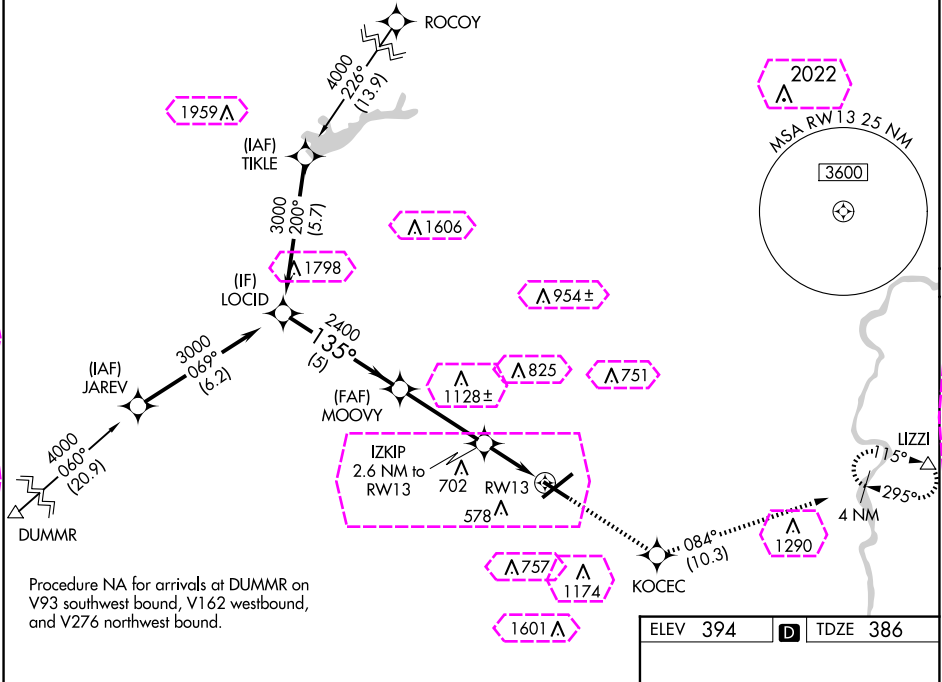 ROCOY
4000
226°
(13.9)
1959
(IAF)
TIKLE
2022
MSA RW13 25 NM
3600
3000
200°
(5.7)
1606
1798
(IF)
LOCID
954±
2400
135°
(5)
3000
069°
(6.2)
(IAF)
JAREV
(FAF)
MOOVY
1128±
825
751
4000
060°
(20.9)
DUMMR
IZKIP
2.6 NM to
RW13
702
RW13
578
LIZZI
115°
295°
4 NM
084°
(10.3)
1290
KOCEC
757
1174
1601
Procedure NA for arrivals at DUMMR on
V93 southwest bound, V162 westbound,
and V276 northwest bound.
ELEV 394 D TDZE 386